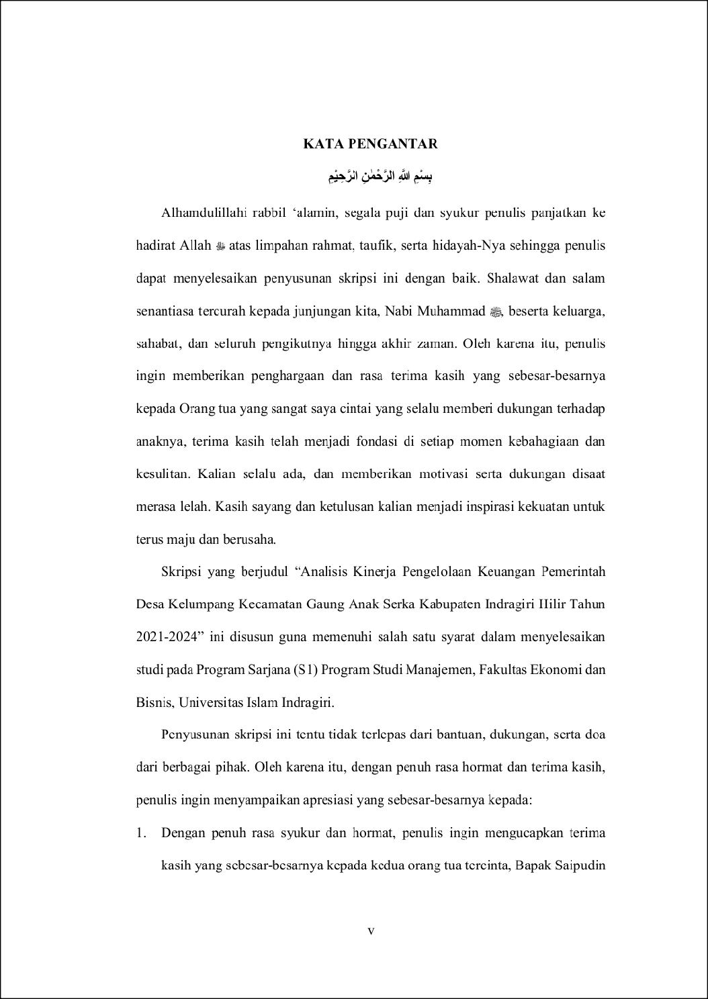 KATA PENGANTAR
بِسْمِ اللَّهِ الرَّحْمٰنِ الرَّحِيْمِ
Alhamdulillahi rabbil ‘alamin, segala puji dan syukur penulis panjatkan ke
hadirat Allah ﷻ atas limpahan rahmat, taufik, serta hidayah-Nya sehingga penulis
dapat menyelesaikan penyusunan skripsi ini dengan baik. Shalawat dan salam
senantiasa tercurah kepada junjungan kita, Nabi Muhammad ﷺ, beserta keluarga,
sahabat, dan seluruh pengikutnya hingga akhir zaman. Oleh karena itu, penulis
ingin memberikan penghargaan dan rasa terima kasih yang sebesar-besarnya
kepada Orang tua yang sangat saya cintai yang selalu memberi dukungan terhadap
anaknya, terima kasih telah menjadi fondasi di setiap momen kebahagiaan dan
kesulitan. Kalian selalu ada, dan memberikan motivasi serta dukungan disaat
merasa lelah. Kasih sayang dan ketulusan kalian menjadi inspirasi kekuatan untuk
terus maju dan berusaha.
Skripsi yang berjudul “Analisis Kinerja Pengelolaan Keuangan Pemerintah
Desa Kelumpang Kecamatan Gaung Anak Serka Kabupaten Indragiri Hilir Tahun
2021-2024” ini disusun guna memenuhi salah satu syarat dalam menyelesaikan
studi pada Program Sarjana (S1) Program Studi Manajemen, Fakultas Ekonomi dan
Bisnis, Universitas Islam Indragiri.
Penyusunan skripsi ini tentu tidak terlepas dari bantuan, dukungan, serta doa
dari berbagai pihak. Oleh karena itu, dengan penuh rasa hormat dan terima kasih,
penulis ingin menyampaikan apresiasi yang sebesar-besarnya kepada:
1. Dengan penuh rasa syukur dan hormat, penulis ingin mengucapkan terima
kasih yang sebesar-besarnya kepada kedua orang tua tercinta, Bapak Saipudin
v